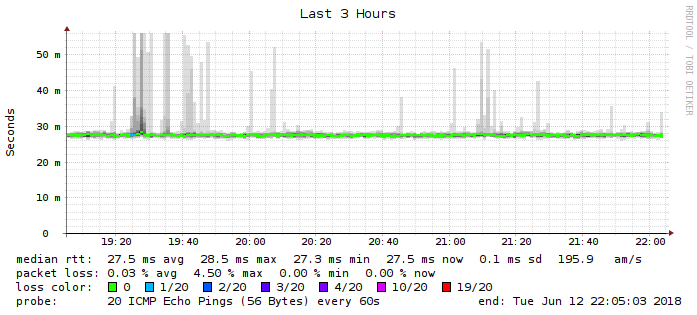 Last 3 Hours
RRDTOOL / TOBI OETIKER
Seconds
50 m
40 m
30 m
20 m
10 m
0
19:20 19:40 20:00 20:20 20:40 21:00 21:20 21:40 22:00
median rtt: 27.5 ms avg 28.5 ms max 27.3 ms min 27.5 ms now 0.1 ms sd 195.9 am/s
packet loss: 0.03 % avg 4.50 % max 0.00 % min 0.00 % now
loss color: 0 1/20 2/20 3/20 4/20 10/20 19/20
probe: 20 ICMP Echo Pings (56 Bytes) every 60s end: Tue Jun 12 22:05:03 2018